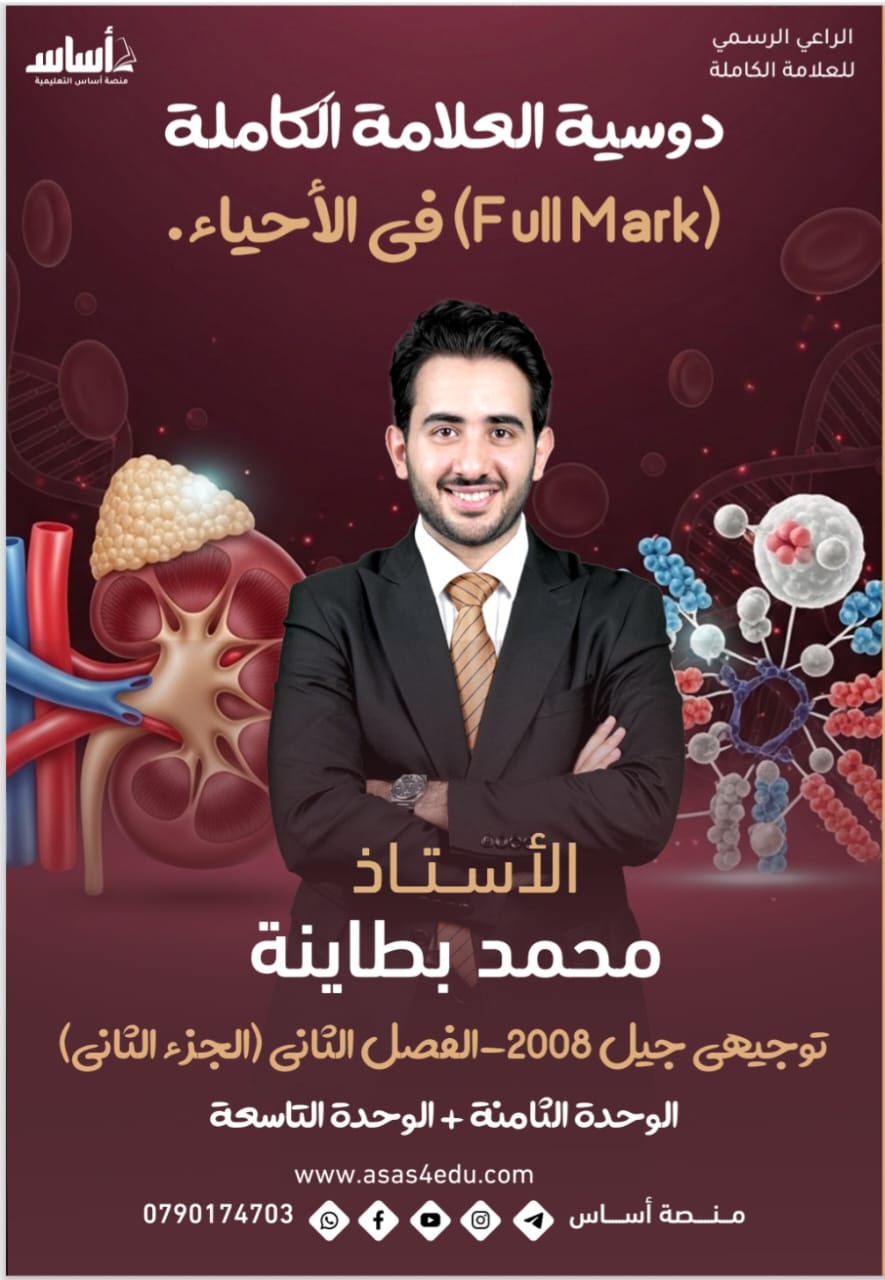 أساس
منصة أساس التعليمية
الراعي الرسمي
للعلامة الكاملة
دوسية العلامة الكاملة
(Full Mark) في الأحياء.
الأستاذ
محمد بطاينة
توجيهي جيل 2008-الفصل الثاني (الجزء الثاني)
الوحدة الثامنة + الوحدة التاسعة
www.asas4edu.com
منصة أساس 0790174703